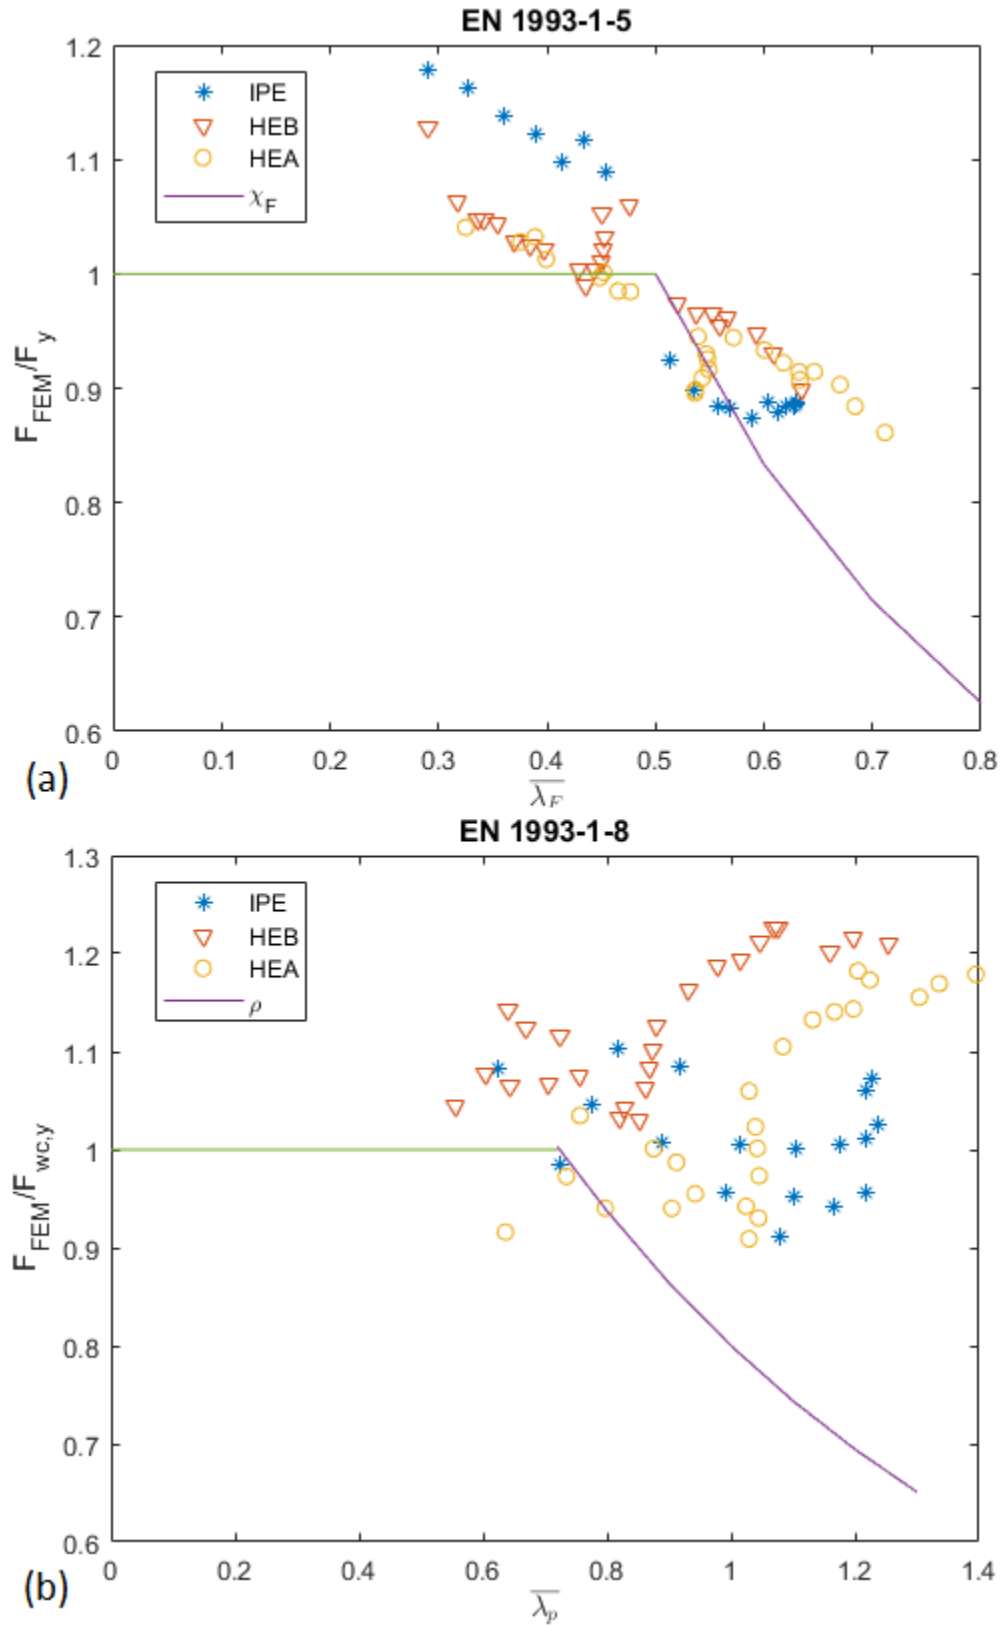 EN 1993-1-5
1.2
IPE
HEB
HEA
χF
1.1
1
0.9
0.8
0.7
0.6
FFEM/Fy
0 0.1 0.2 0.3 0.4 0.5 0.6 0.7 0.8
λF
(a)
EN 1993-1-8
1.3
IPE
HEB
HEA
ρ
1.2
1.1
1
0.9
0.8
0.7
0.6
FFEM/Fwc,y
0 0.2 0.4 0.6 0.8 1 1.2 1.4
λp
(b)